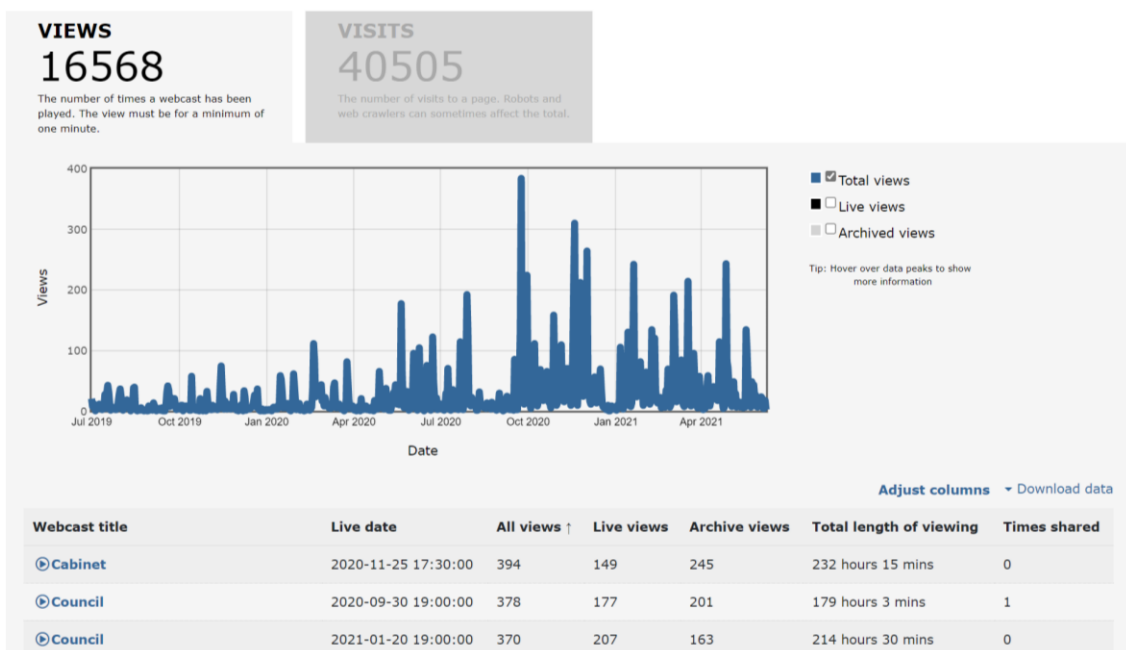 VIEWS
16568
The number of times a webcast has been
played. The view must be for a minimum of
one minute.
VISITS
40505
The number of visits to a page. Robots and
web crawlers can sometimes affect the total.
400
300
200
100
0
Views
Jul 2019 Oct 2019 Jan 2020 Apr 2020 Jul 2020 Oct 2020 Jan 2021 Apr 2021
Date
Total views
Live views
Archived views
Tip: Hover over data peaks to show
more information
Adjust columns Download data
Webcast title Live date All views ↑ Live views Archive views Total length of viewing Times shared
Cabinet 2020-11-25 17:30:00 394 149 245 232 hours 15 mins 0
Council 2020-09-30 19:00:00 378 177 201 179 hours 3 mins 1
Council 2021-01-20 19:00:00 370 207 163 214 hours 30 mins 0